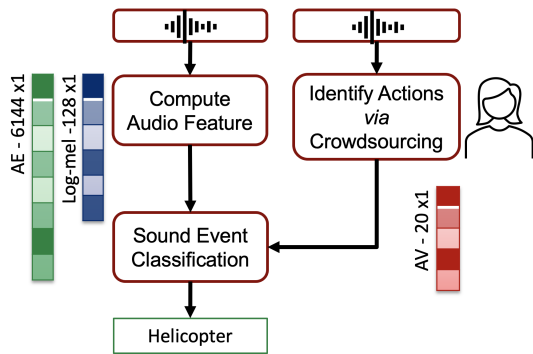 AE - 6144 x1
Log-mel -128 x1
Compute
Audio Feature
Identify Actions
via
Crowdsourcing
Sound Event
Classification
AV - 20 x1
Helicopter